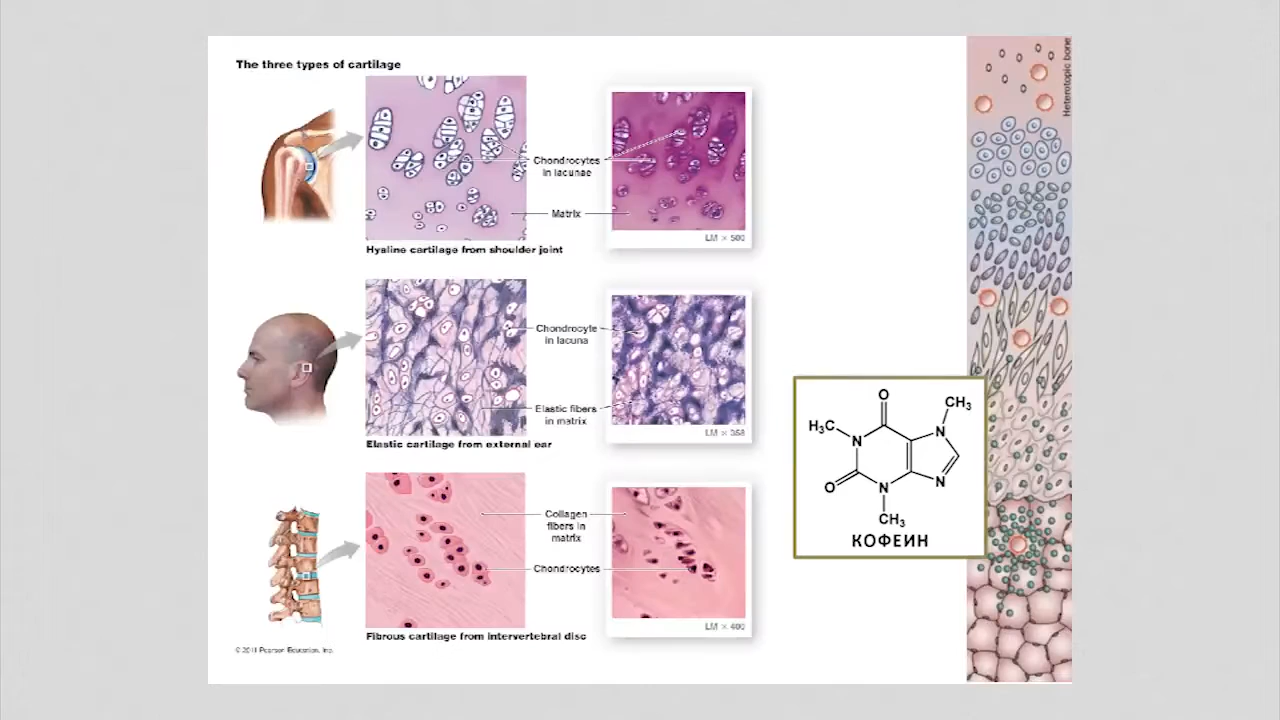 The three types of cartilage
Chondrocytes
in lacunae
Matrix
LM × 500
Hyaline cartilage from shoulder joint
Heterotopic bone
Chondrocyte
in lacuna
Elastic fibers
in matrix
LM × 358
Elastic cartilage from external ear
O
CH₃
H₃C
N
N
O
N
N
CH₃
КОФЕИН
Collagen
fibers in
matrix
Chondrocytes
LM × 400
Fibrous cartilage from intervertebral disc
© 2011 Pearson Education, Inc.